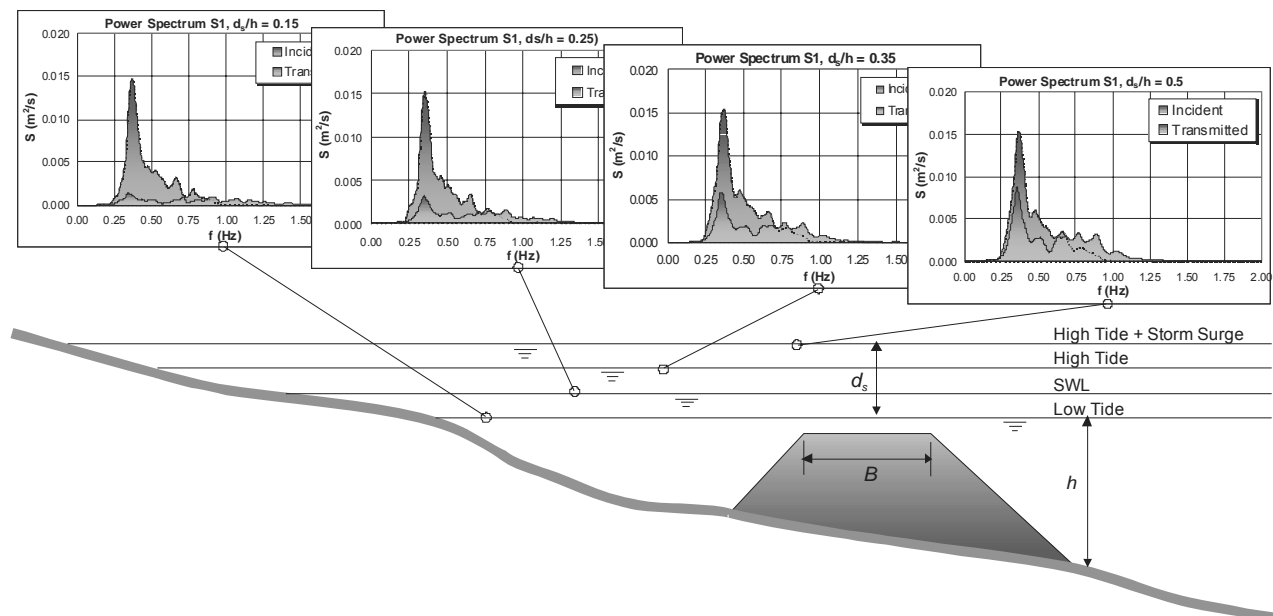 Power Spectrum S1, ds/h = 0.15
S (m²/s)
0.020
0.015
0.010
0.005
0.000
0.00 0.25 0.50 0.75 1.00 1.25 1.5
f (Hz)
Incid
Trans
Power Spectrum S1, ds/h = 0.25)
S (m²/s)
0.020
0.015
0.010
0.005
0.000
0.00 0.25 0.50 0.75 1.00 1.25 1.5
f (Hz)
Inc
Tra
Power Spectrum S1, ds/h = 0.35
S (m²/s)
0.020
0.015
0.010
0.005
0.000
0.00 0.25 0.50 0.75 1.00 1.25 1.50
f (Hz)
Incid
Trans
Power Spectrum S1, ds/h = 0.5
S (m²/s)
0.020
0.015
0.010
0.005
0.000
0.00 0.25 0.50 0.75 1.00 1.25 1.50 1.75 2.00
f (Hz)
Incident
Transmitted
High Tide + Storm Surge
High Tide
SWL
Low Tide
ds
B
h